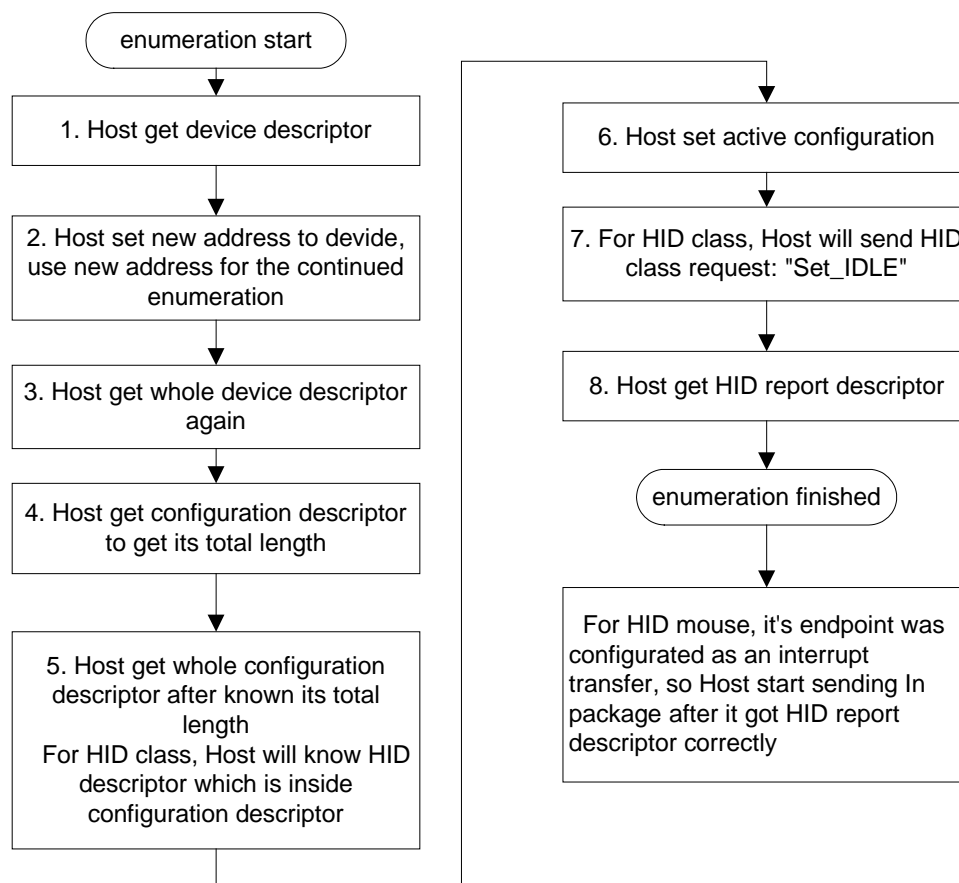 enumeration start
1. Host get device descriptor
2. Host set new address to devide,
use new address for the continued
enumeration
3. Host get whole device descriptor
again
4. Host get configuration descriptor
to get its total length
5. Host get whole configuration
descriptor after known its total
length
For HID class, Host will know HID
descriptor which is inside
configuration descriptor
6. Host set active configuration
7. For HID class, Host will send HID
class request: "Set_IDLE"
8. Host get HID report descriptor
enumeration finished
For HID mouse, it's endpoint was
configurated as an interrupt
transfer, so Host start sending In
package after it got HID report
descriptor correctly